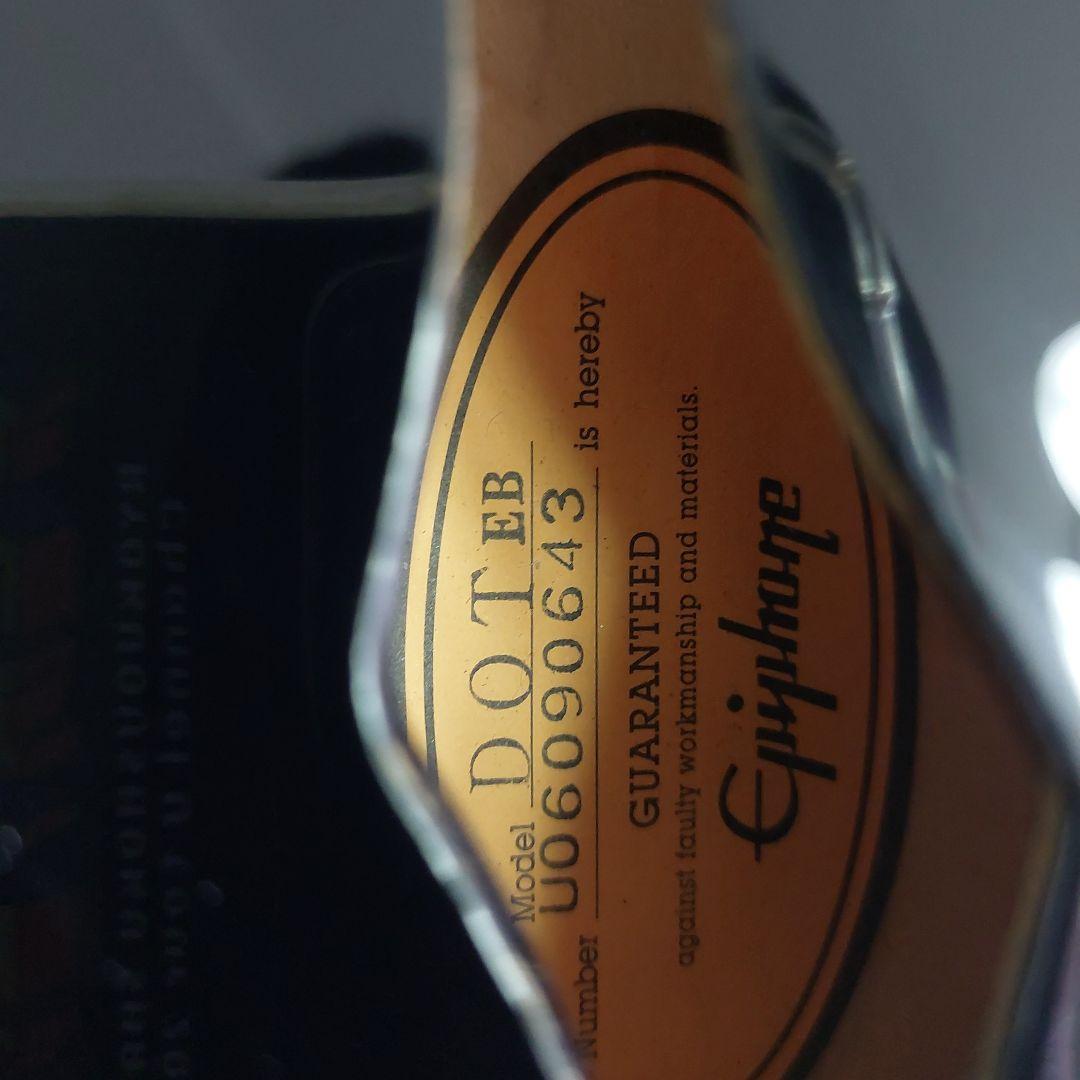 Model DOT EB
Number U06090643 is hereby
GUARANTEED
against faulty workmanship and materials.
Epiphone